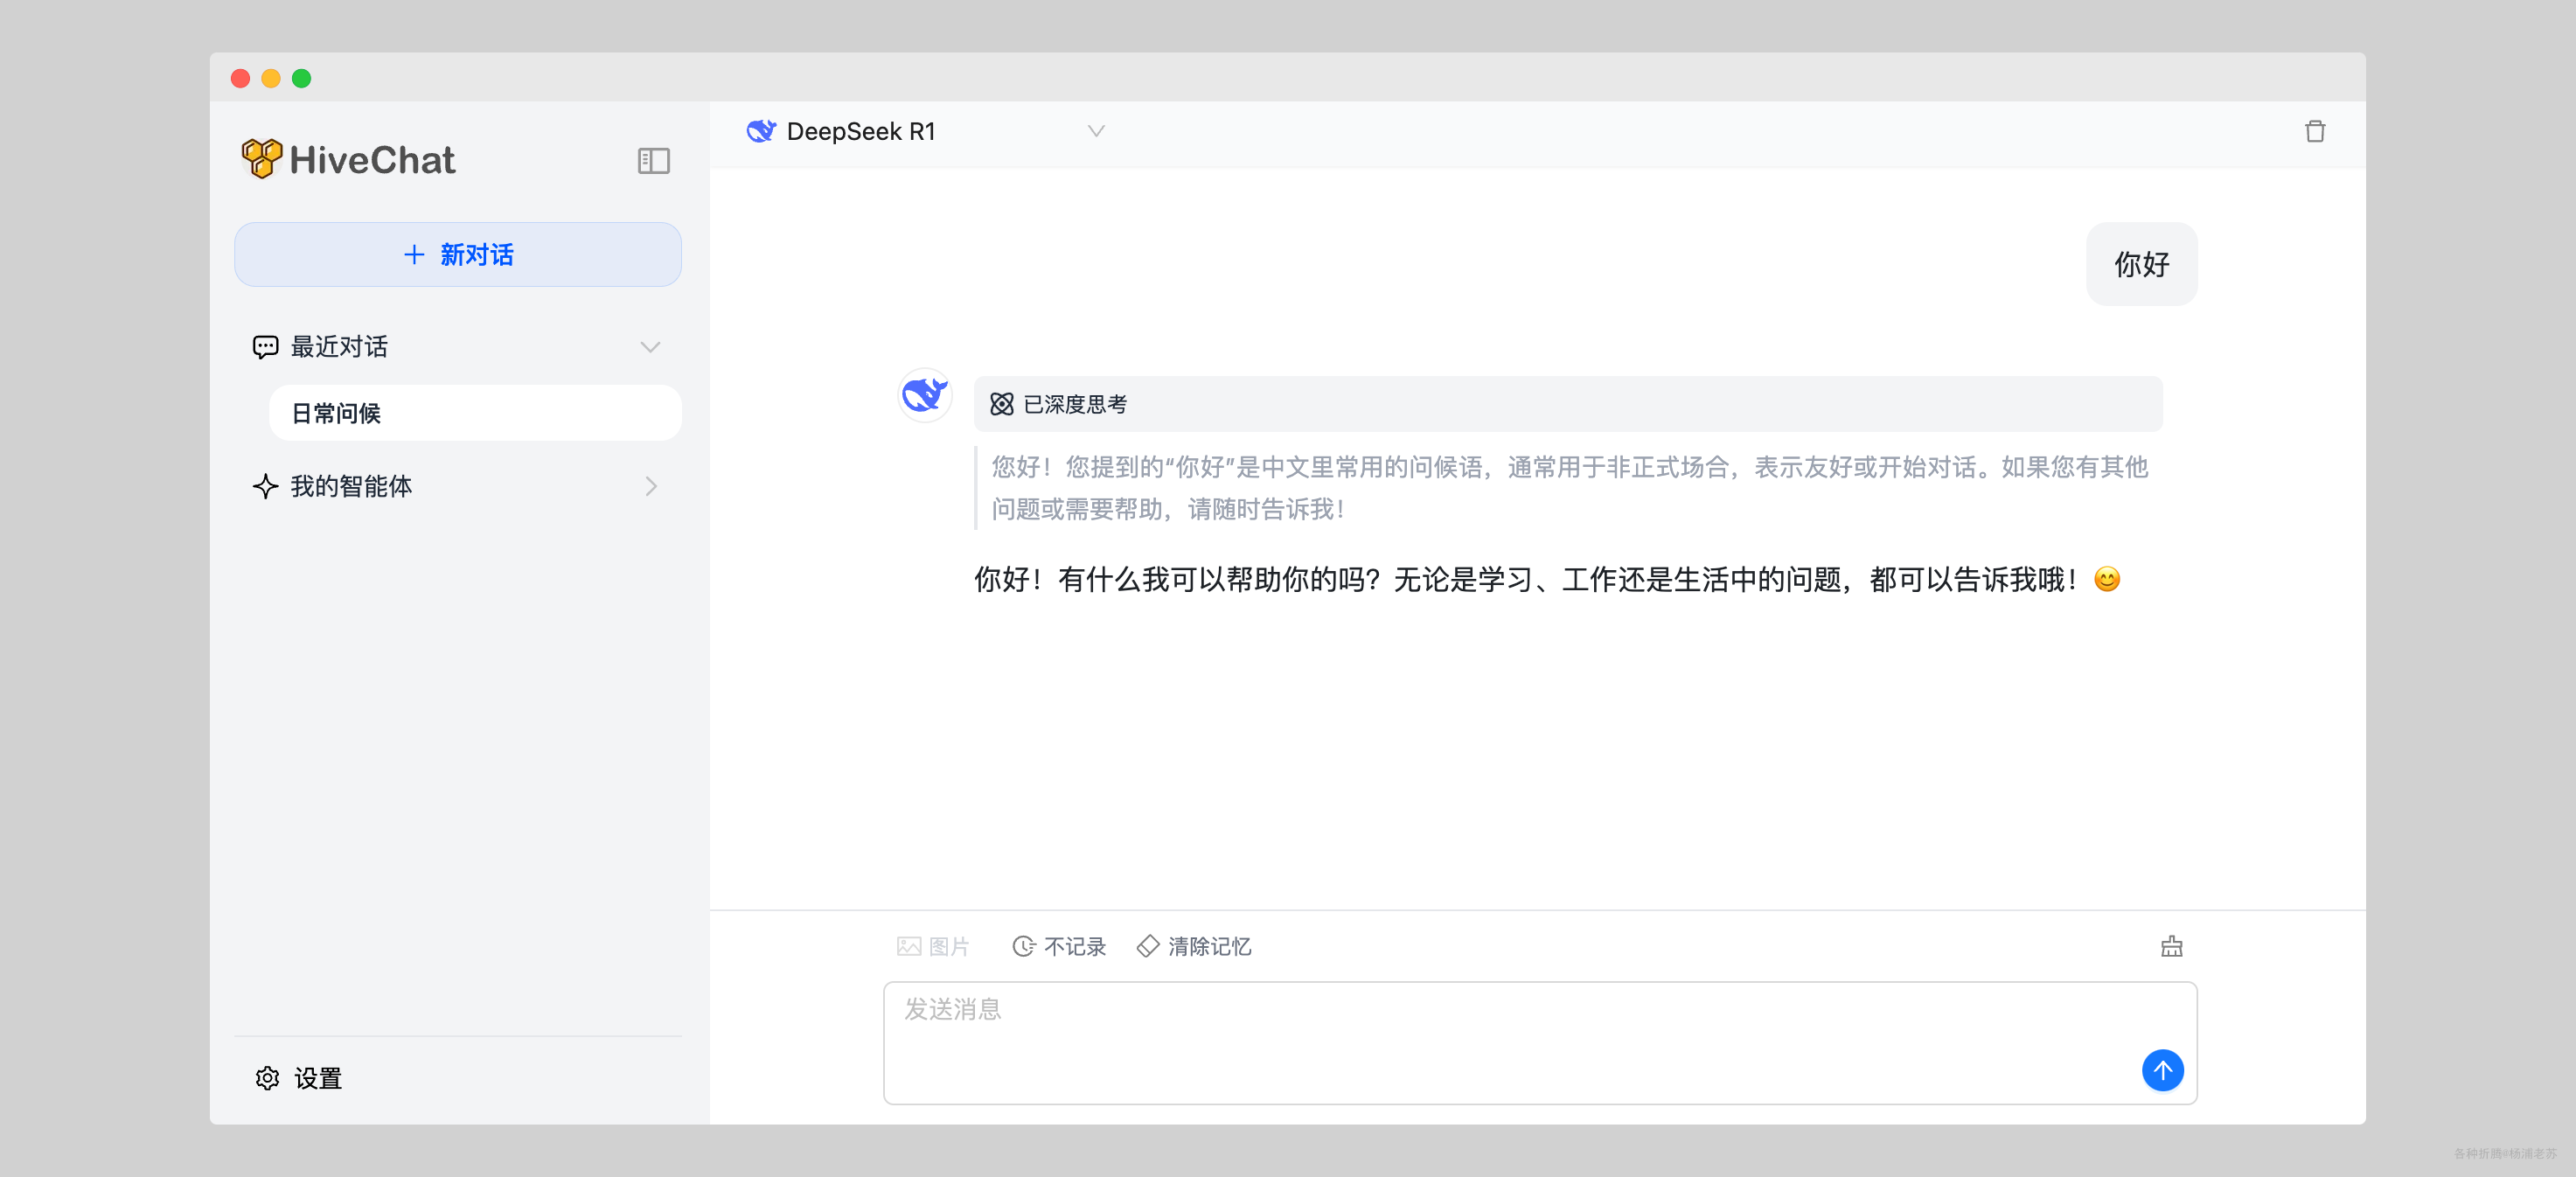 HiveChat
+ 新对话
最近对话
日常问候
我的智能体
设置
DeepSeek R1
你好
已深度思考
您好！您提到的“你好”是中文里常用的问候语，通常用于非正式场合，表示友好或开始对话。如果您有其他
问题或需要帮助，请随时告诉我！
你好！有什么我可以帮助你的吗？无论是学习、工作还是生活中的问题，都可以告诉我哦！😊
图片 不记录 清除记忆
发送消息
各种折腾@杨浦老苏